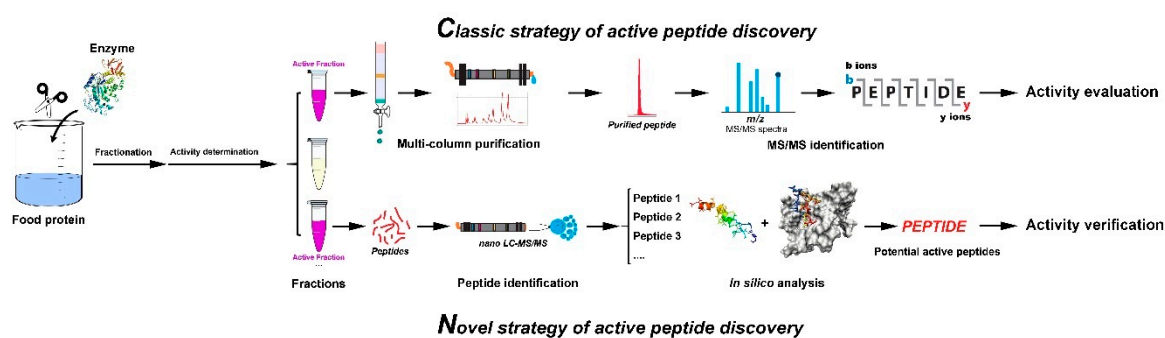 Classic strategy of active peptide discovery
Enzyme
Food protein
Fractionation
Activity determination
Active Fraction
Active Fraction
...
Fractions
Multi-column purification
Purified peptide
m/z
MS/MS spectra
b ions
b
PEPTIDE
y
y ions
MS/MS identification
Activity evaluation
Peptides
nano LC-MS/MS
Peptide identification
Peptide 1
Peptide 2
Peptide 3
....
+
In silico analysis
PEPTIDE
Potential active peptides
Activity verification
Novel strategy of active peptide discovery